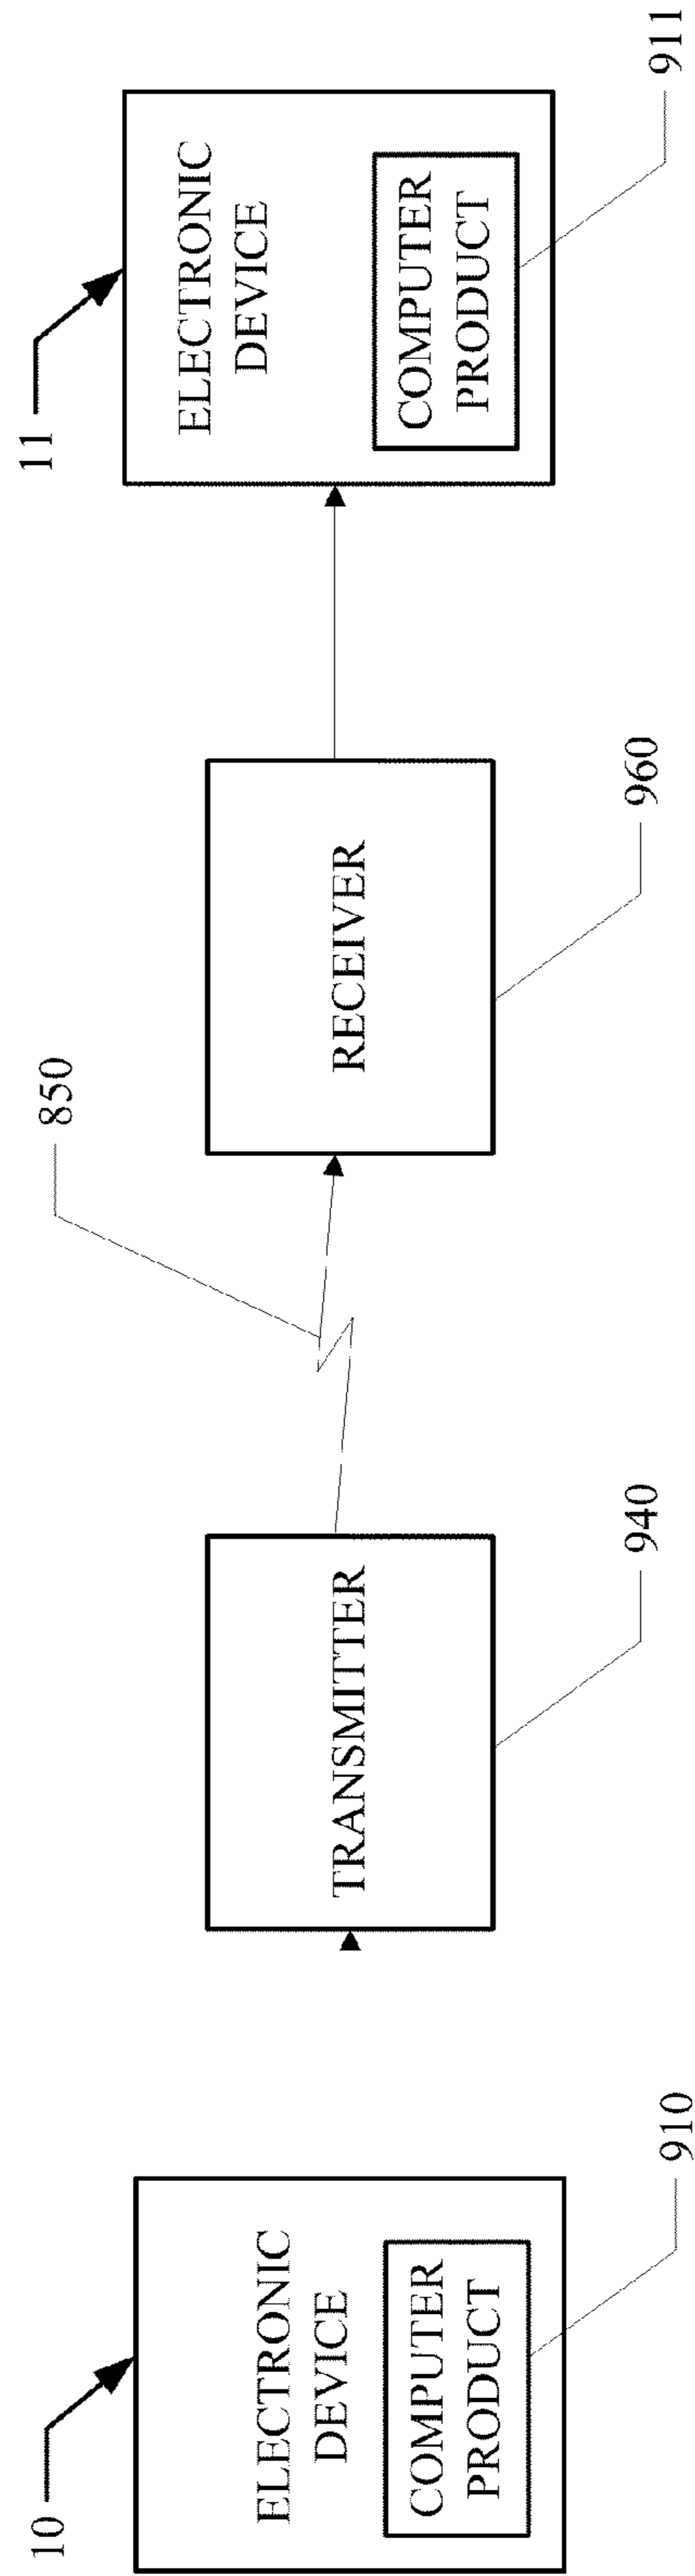 10
ELECTRONIC
DEVICE
COMPUTER
PRODUCT
910
TRANSMITTER
940
850
RECEIVER
960
11
ELECTRONIC
DEVICE
COMPUTER
PRODUCT
911